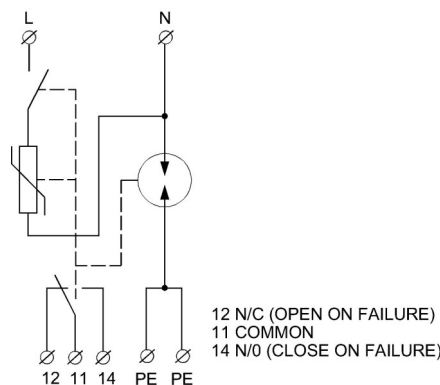 L N
12 11 14 PE PE
12 N/C (OPEN ON FAILURE)
11 COMMON
14 N/0 (CLOSE ON FAILURE)